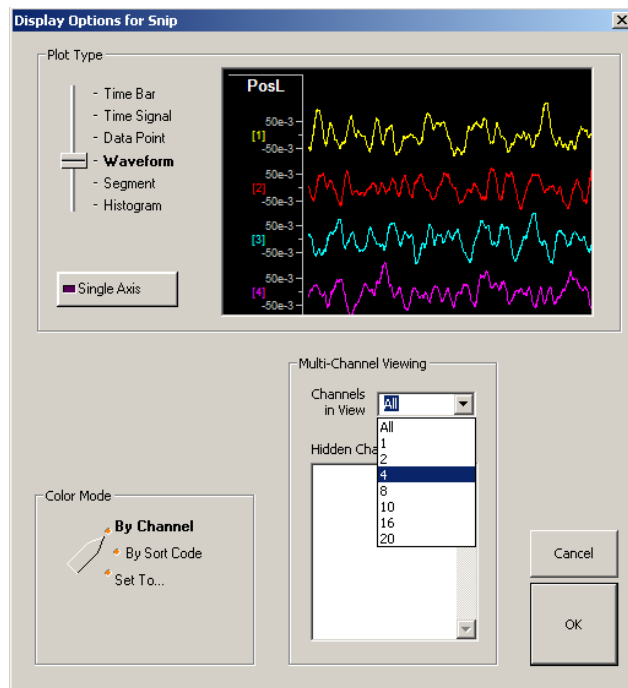 Display Options for Snip
Plot Type
- Time Bar
- Time Signal
- Data Point
- Waveform
- Segment
- Histogram
Single Axis
PosL
50e-3
[1]
-50e-3
50e-3
[2]
-50e-3
50e-3
[3]
-50e-3
50e-3
[4]
-50e-3
Multi-Channel Viewing
Channels in View
All
All
1
2
4
8
10
16
20
Hidden Cha
Color Mode
By Channel
By Sort Code
Set To...
Cancel
OK